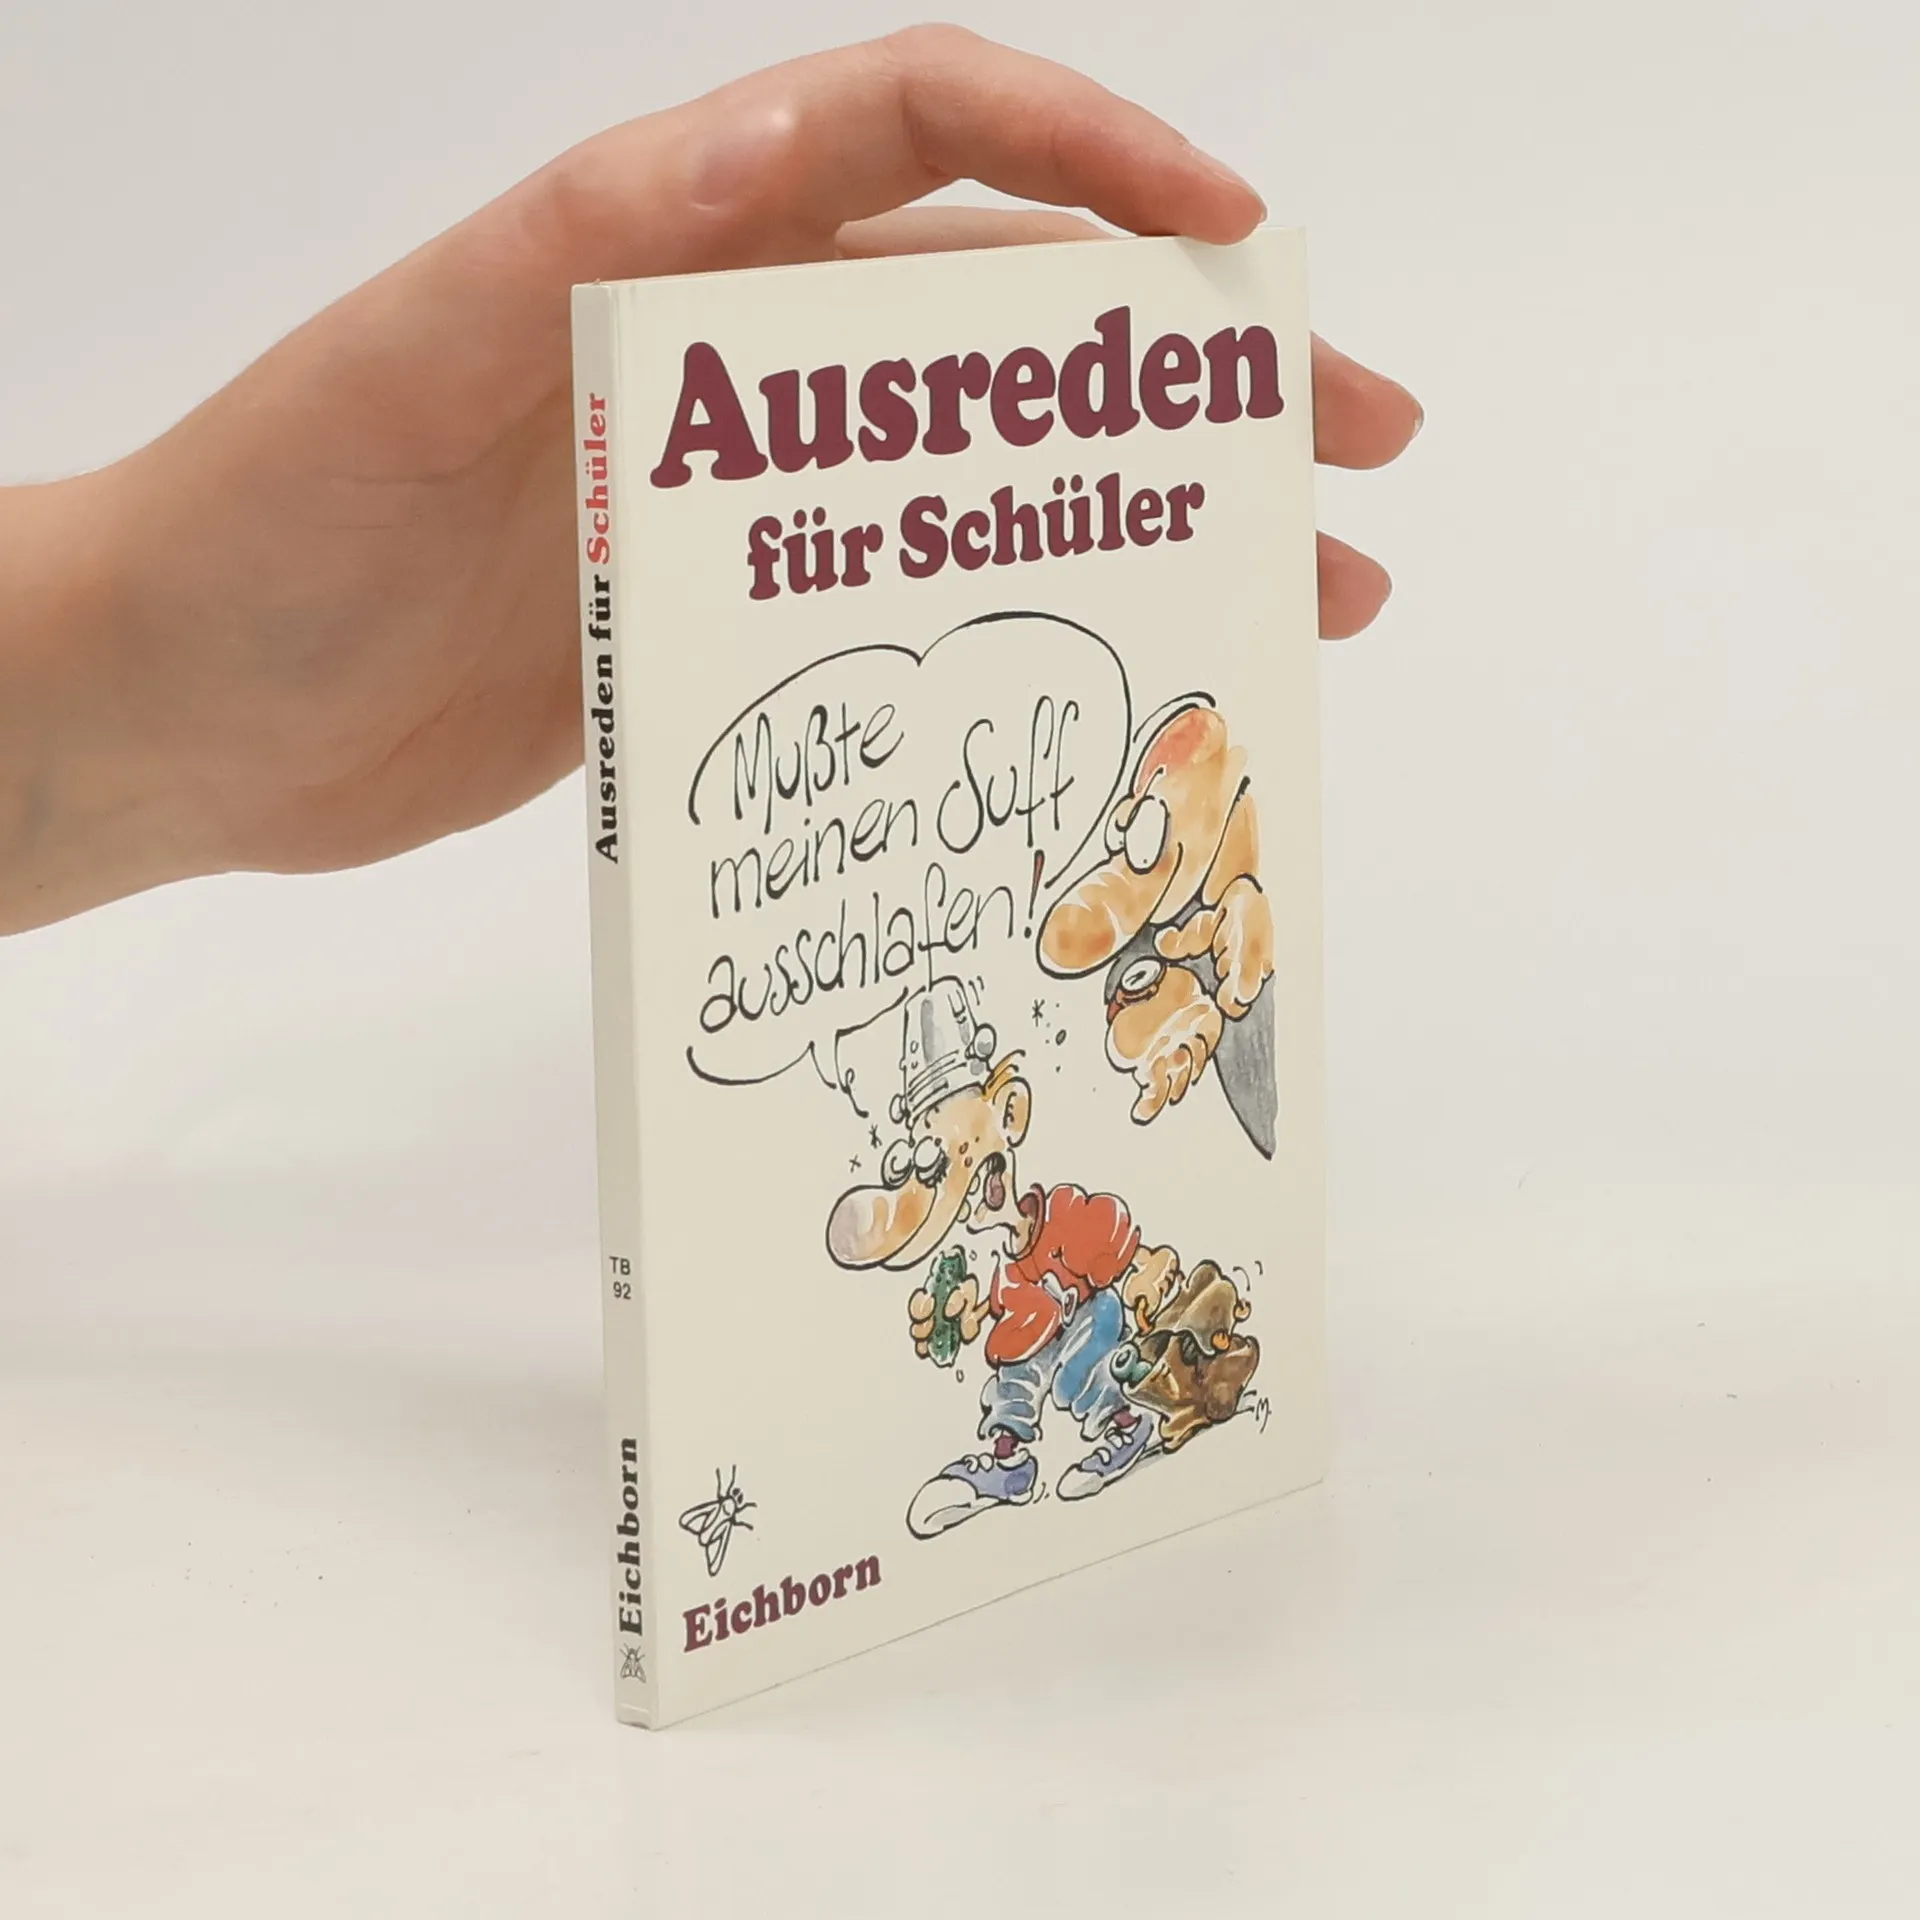 Ausreden
für Schüler
Mußte
meinen Suff
ausschlafen!
M.
Eichborn
Ausreden für Schüler
TB
92
Eichborn